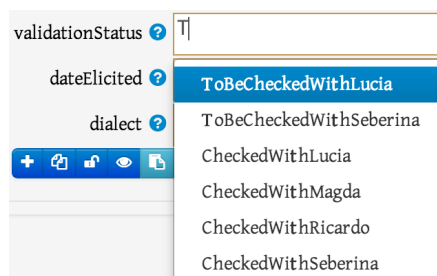 validationStatus T
dateElicited
ToBeCheckedWithLucia
dialect
ToBeCheckedWithSeberina
CheckedWithLucia
CheckedWithMagda
CheckedWithRicardo
CheckedWithSeberina